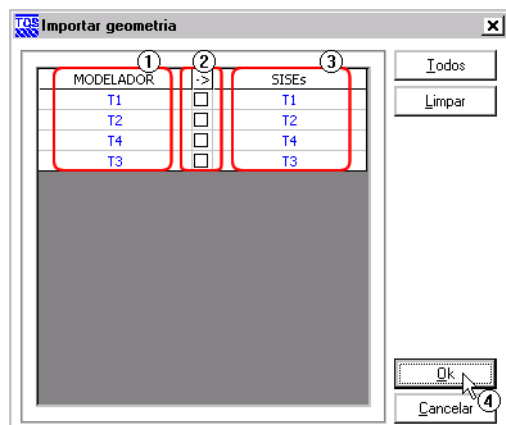 TQS Importar geometria
1 2 3
MODELADOR -> SISEs
T1 T1
T2 T2
T4 T4
T3 T3
Todos
Limpar
Ok
Cancelar 4